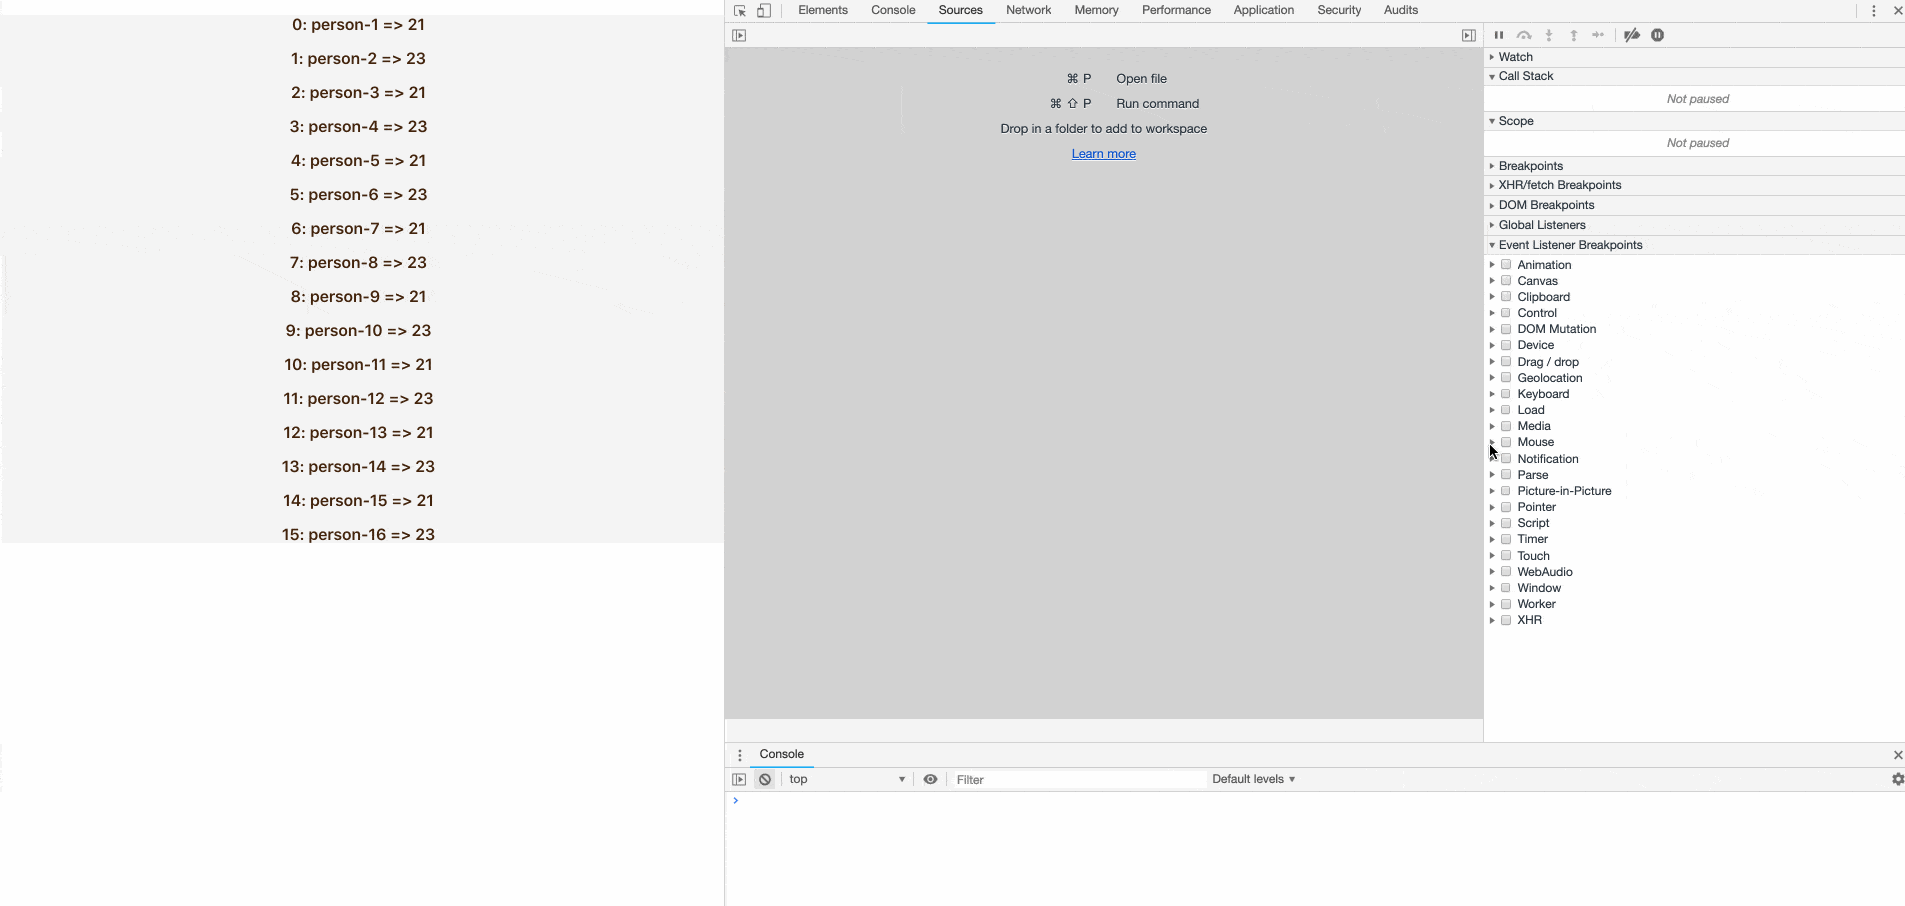 0: person-1 => 21
1: person-2 => 23
2: person-3 => 21
3: person-4 => 23
4: person-5 => 21
5: person-6 => 23
6: person-7 => 21
7: person-8 => 23
8: person-9 => 21
9: person-10 => 23
10: person-11 => 21
11: person-12 => 23
12: person-13 => 21
13: person-14 => 23
14: person-15 => 21
15: person-16 => 23
Elements Console Sources Network Memory Performance Application Security Audits
⌘ P Open file
⌘ ⇧ P Run command
Drop in a folder to add to workspace
Learn more
Watch
Call Stack
Not paused
Scope
Not paused
Breakpoints
XHR/fetch Breakpoints
DOM Breakpoints
Global Listeners
Event Listener Breakpoints
Animation
Canvas
Clipboard
Control
DOM Mutation
Device
Drag / drop
Geolocation
Keyboard
Load
Media
Mouse
Notification
Parse
Picture-in-Picture
Pointer
Script
Timer
Touch
WebAudio
Window
Worker
XHR
Console
top Filter Default levels